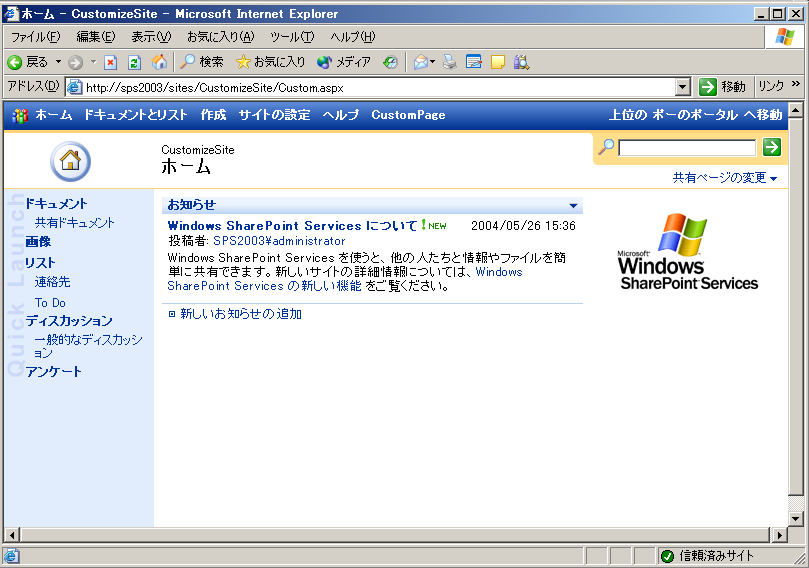 ホーム - CustomizeSite - Microsoft Internet Explorer
ファイル(F) 編集(E) 表示(V) お気に入り(A) ツール(T) ヘルプ(H)
戻る 検索 お気に入り メディア
アドレス(D) http://sps2003/sites/CustomizeSite/Custom.aspx 移動 リンク »
ホーム ドキュメントとリスト 作成 サイトの設定 ヘルプ CustomPage 上位の ポーのポータル へ移動
CustomizeSite
ホーム
共有ページの変更
Quick Launch
ドキュメント
共有ドキュメント
画像
リスト
連絡先
To Do
ディスカッション
一般的なディスカッシ
ョン
アンケート
お知らせ
Windows SharePoint Services について ! NEW 2004/05/26 15:36
投稿者: SPS2003¥administrator
Windows SharePoint Services を使うと、他の人たちと情報やファイルを簡
単に共有できます。新しいサイトの詳細情報については、Windows
SharePoint Services の新しい機能 をご覧ください。
新しいお知らせの追加
Microsoft
Windows
SharePoint Services
信頼済みサイト